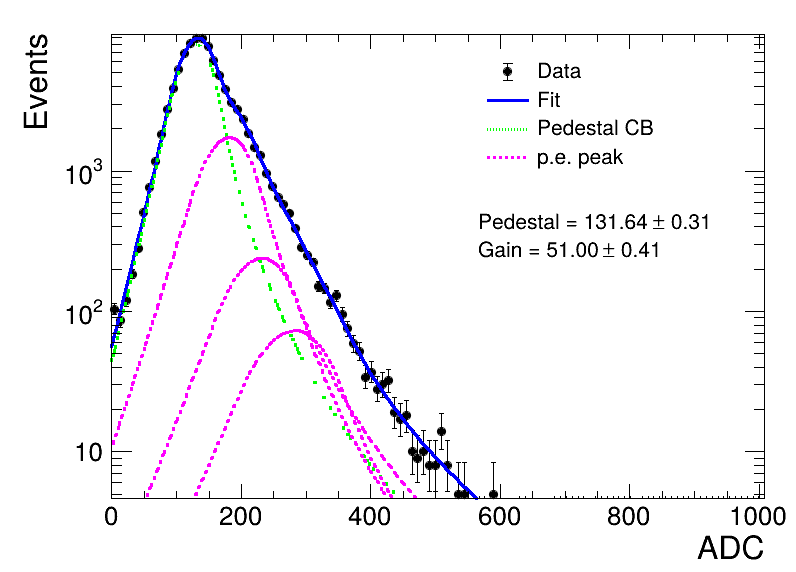 Events
Data
Fit
Pedestal CB
p.e. peak
Pedestal = 131.64 ± 0.31
Gain = 51.00 ± 0.41
10³
10²
10
0 200 400 600 800 1000
ADC